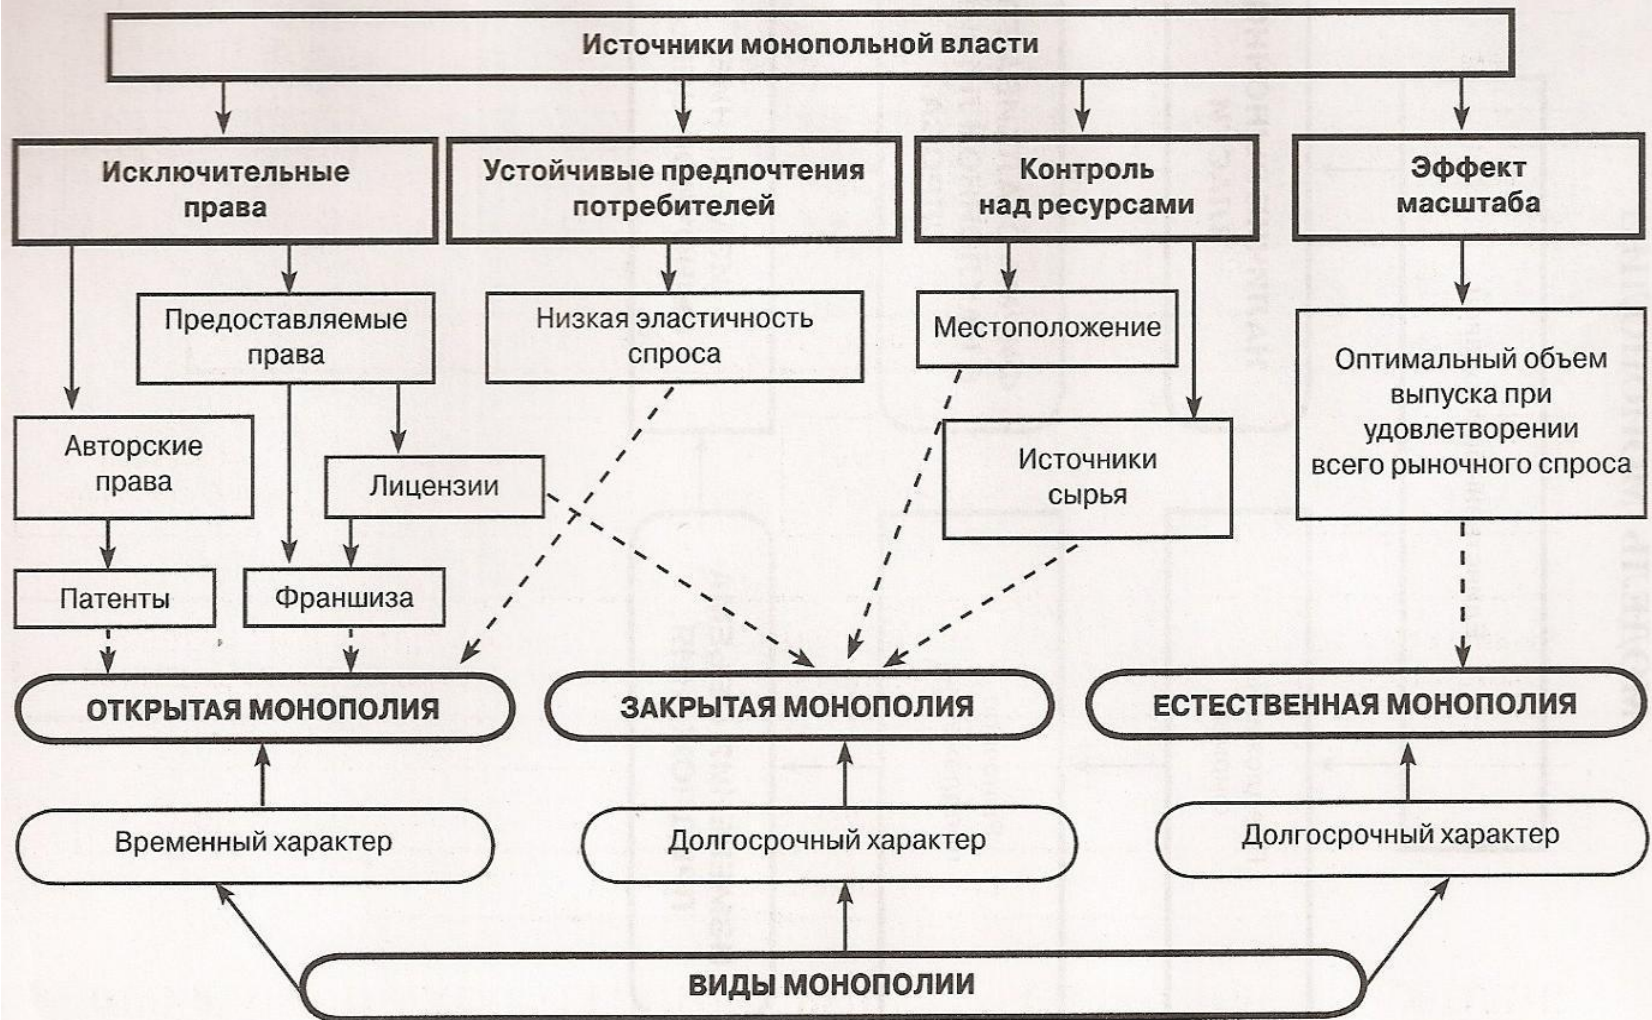 Источники монопольной власти
Исключительные
права
Устойчивые предпочтения
потребителей
Контроль
над ресурсами
Эффект
масштаба
Предоставляемые
права
Низкая эластичность
спроса
Местоположение
Оптимальный объем
выпуска при
удовлетворении
всего рыночного спроса
Авторские
права
Лицензии
Источники
сырья
Патенты
Франшиза
ОТКРЫТАЯ МОНОПОЛИЯ
ЗАКРЫТАЯ МОНОПОЛИЯ
ЕСТЕСТВЕННАЯ МОНОПОЛИЯ
Временный характер
Долгосрочный характер
Долгосрочный характер
ВИДЫ МОНОПОЛИИ